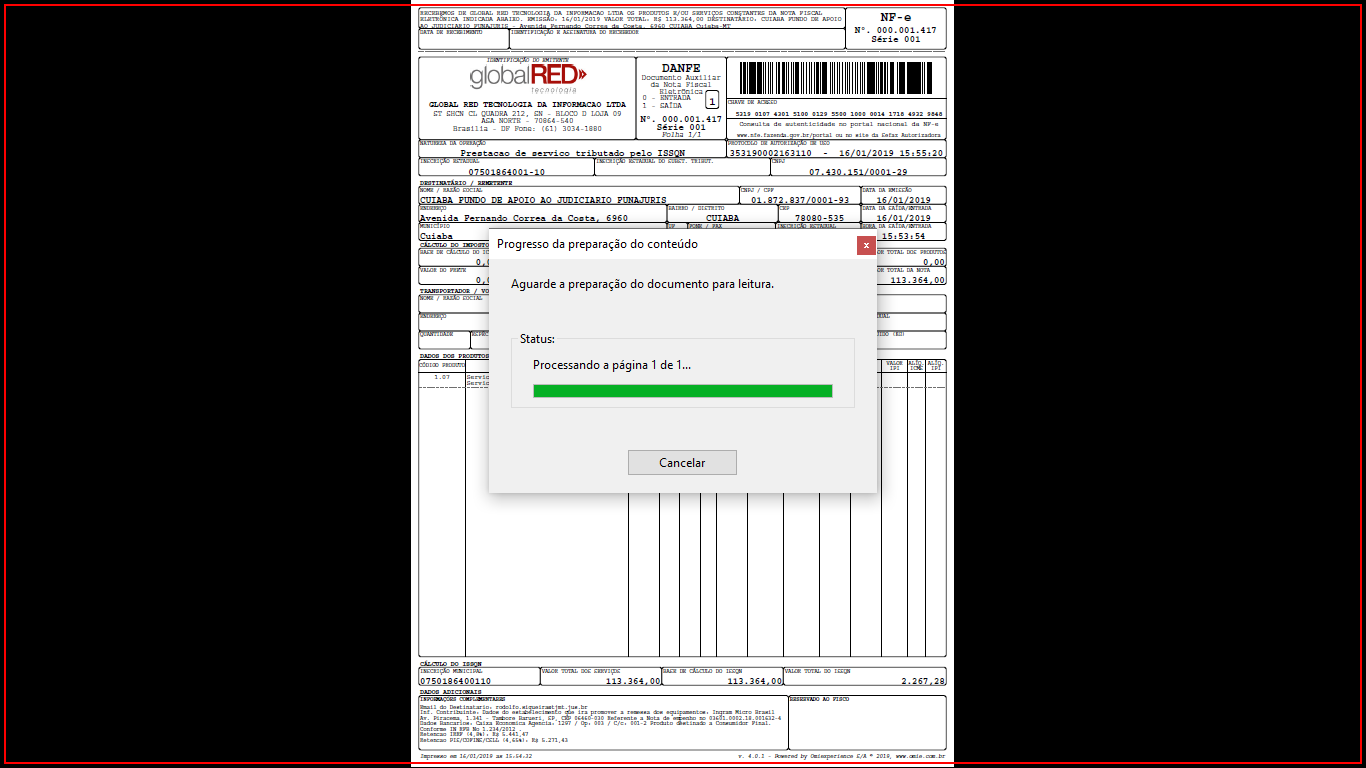 RECEBEMOS DE GLOBAL RED TECNOLOGIA DA INFORMACAO LTDA OS PRODUTOS E/OU SERVIÇOS CONSTANTES DA NOTA FISCAL
ELETRÔNICA INDICADA ABAIXO. EMISSÃO: 16/01/2019 VALOR TOTAL: R$ 113.364,00 DESTINATÁRIO: CUIABA FUNDO DE APOIO
AO JUDICIARIO FUNAJURIS - Avenida Fernando Correa da Costa, 6960 CUIABA Cuiaba-MT
DATA DE RECEBIMENTO
IDENTIFICAÇÃO E ASSINATURA DO RECEBEDOR
NF-e
Nº. 000.001.417
Série 001
IDENTIFICAÇÃO DO EMITENTE
globalRED
tecnologia
GLOBAL RED TECNOLOGIA DA INFORMACAO LTDA
ST SHCN CL QUADRA 212, SN - BLOCO D LOJA 09
ASA NORTE - 70864-540
Brasilia - DF Fone: (61) 3034-1880
DANFE
Documento Auxiliar
da Nota Fiscal
Eletrônica
0 - ENTRADA
1 - SAÍDA
1
Nº. 000.001.417
Série 001
Folha 1/1
CHAVE DE ACESSO
5319 0107 4301 5100 0129 5500 1000 0014 1718 4932 9848
Consulta de autenticidade no portal nacional da NF-e
www.nfe.fazenda.gov.br/portal ou no site da Sefaz Autorizadora
NATUREZA DA OPERAÇÃO
Prestacao de servico tributado pelo ISSQN
PROTOCOLO DE AUTORIZAÇÃO DE USO
353190002163110 - 16/01/2019 15:55:20
INSCRIÇÃO ESTADUAL
07501864001-10
INSCRIÇÃO ESTADUAL DO SUBST. TRIBUT.
CNPJ
07.430.151/0001-29
DESTINATÁRIO / REMETENTE
NOME / RAZÃO SOCIAL
CUIABA FUNDO DE APOIO AO JUDICIARIO FUNAJURIS
CNPJ / CPF
01.872.837/0001-93
DATA DA EMISSÃO
16/01/2019
ENDEREÇO
Avenida Fernando Correa da Costa, 6960
BAIRRO / DISTRITO
CUIABA
CEP
78080-535
DATA DA SAÍDA/ENTRADA
16/01/2019
MUNICÍPIO
Cuiaba
UF
FONE / FAX
INSCRIÇÃO ESTADUAL
HORA DA SAÍDA/ENTRADA
15:53:54
CÁLCULO DO IMPOSTO
BASE DE CÁLCULO DO IC
0,0
TOTAL DOS PRODUTOS
0,00
VALOR DO FRETE
0,0
TOTAL DA NOTA
113.364,00
Progresso da preparação do conteúdo
x
Aguarde a preparação do documento para leitura.
Status:
Processando a página 1 de 1...
Cancelar
TRANSPORTADOR / VO
NOME / RAZÃO SOCIAL
ENDEREÇO
QUANTIDADE
ESPÉC
DADOS DOS PRODUTOS
CÓDIGO PRODUTO
VALOR IPI
ALÍQ. ICMS
ALÍQ. IPI
1.07
Servic
Servic
CÁLCULO DO ISSQN
INSCRIÇÃO MUNICIPAL
0750186400110
VALOR TOTAL DOS SERVIÇOS
113.364,00
BASE DE CÁLCULO DO ISSQN
113.364,00
VALOR TOTAL DO ISSQN
2.267,28
DADOS ADICIONAIS
INFORMAÇÕES COMPLEMENTARES
RESERVADO AO FISCO
Email do Destinatario: rodolfo.siqueira@tjmt.jus.br
Inf. Contribuinte: Dados do estabelecimento que ira promover a remessa dos equipamentos: Ingram Micro Brasil
Av. Piracema, 1.341 - Tambore Barueri, SP, CEP 06460-030 Referente a Nota de empenho no 03601.0002.18.001632-4
Dados Bancarios: Caixa Economica Agencia: 1297 / Op: 003 / C/c: 001-2 Produto destinado a Consumidor Final.
Conforme IN RFB No 1.234/2012 .
Retencao IRRF (4,8%): R$ 5.441,47
Retencao PIS/COFINS/CSLL (4,65%): R$ 5.271,43
Impresso em 16/01/2019 as 15:54:32
v. 4.0.1 - Powered by Omiexperience S/A ® 2019, www.omie.com.br